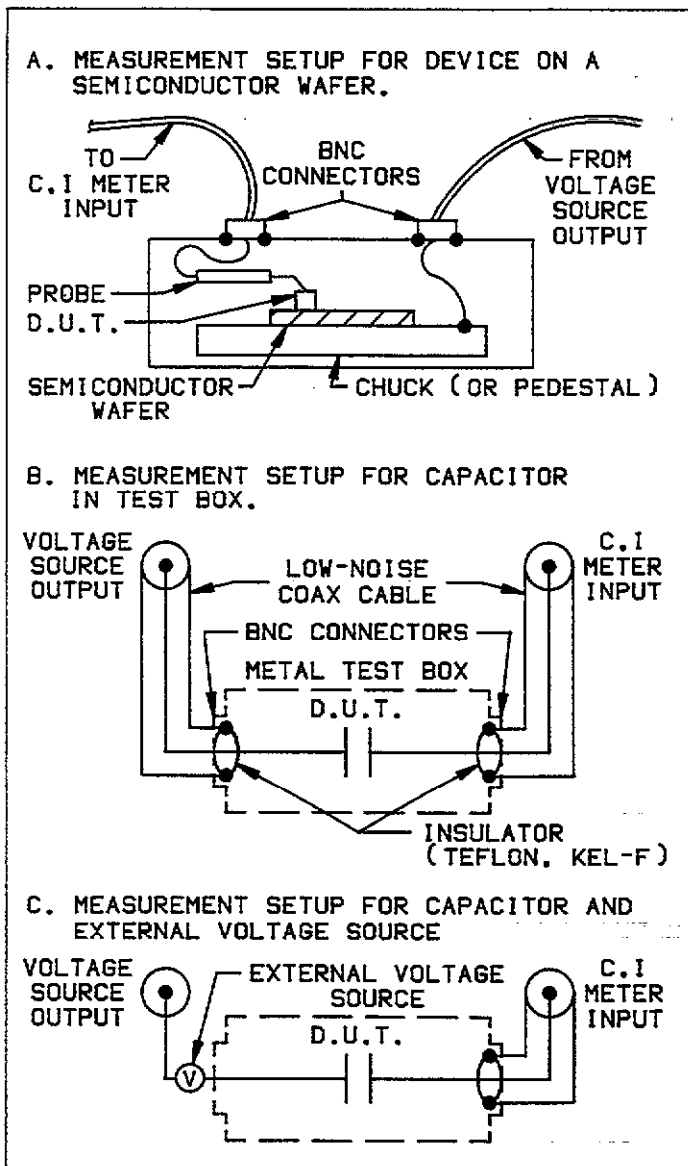 A. MEASUREMENT SETUP FOR DEVICE ON A
SEMICONDUCTOR WAFER.
TO
C.I METER
INPUT
BNC
CONNECTORS
FROM
VOLTAGE
SOURCE
OUTPUT
PROBE
D.U.T.
SEMICONDUCTOR
WAFER
CHUCK (OR PEDESTAL)
B. MEASUREMENT SETUP FOR CAPACITOR
IN TEST BOX.
VOLTAGE
SOURCE
OUTPUT
LOW-NOISE
COAX CABLE
C.I
METER
INPUT
BNC CONNECTORS
METAL TEST BOX
D.U.T.
INSULATOR
(TEFLON. KEL-F)
C. MEASUREMENT SETUP FOR CAPACITOR AND
EXTERNAL VOLTAGE SOURCE
VOLTAGE
SOURCE
OUTPUT
EXTERNAL VOLTAGE
SOURCE
C.I
METER
INPUT
D.U.T.
V